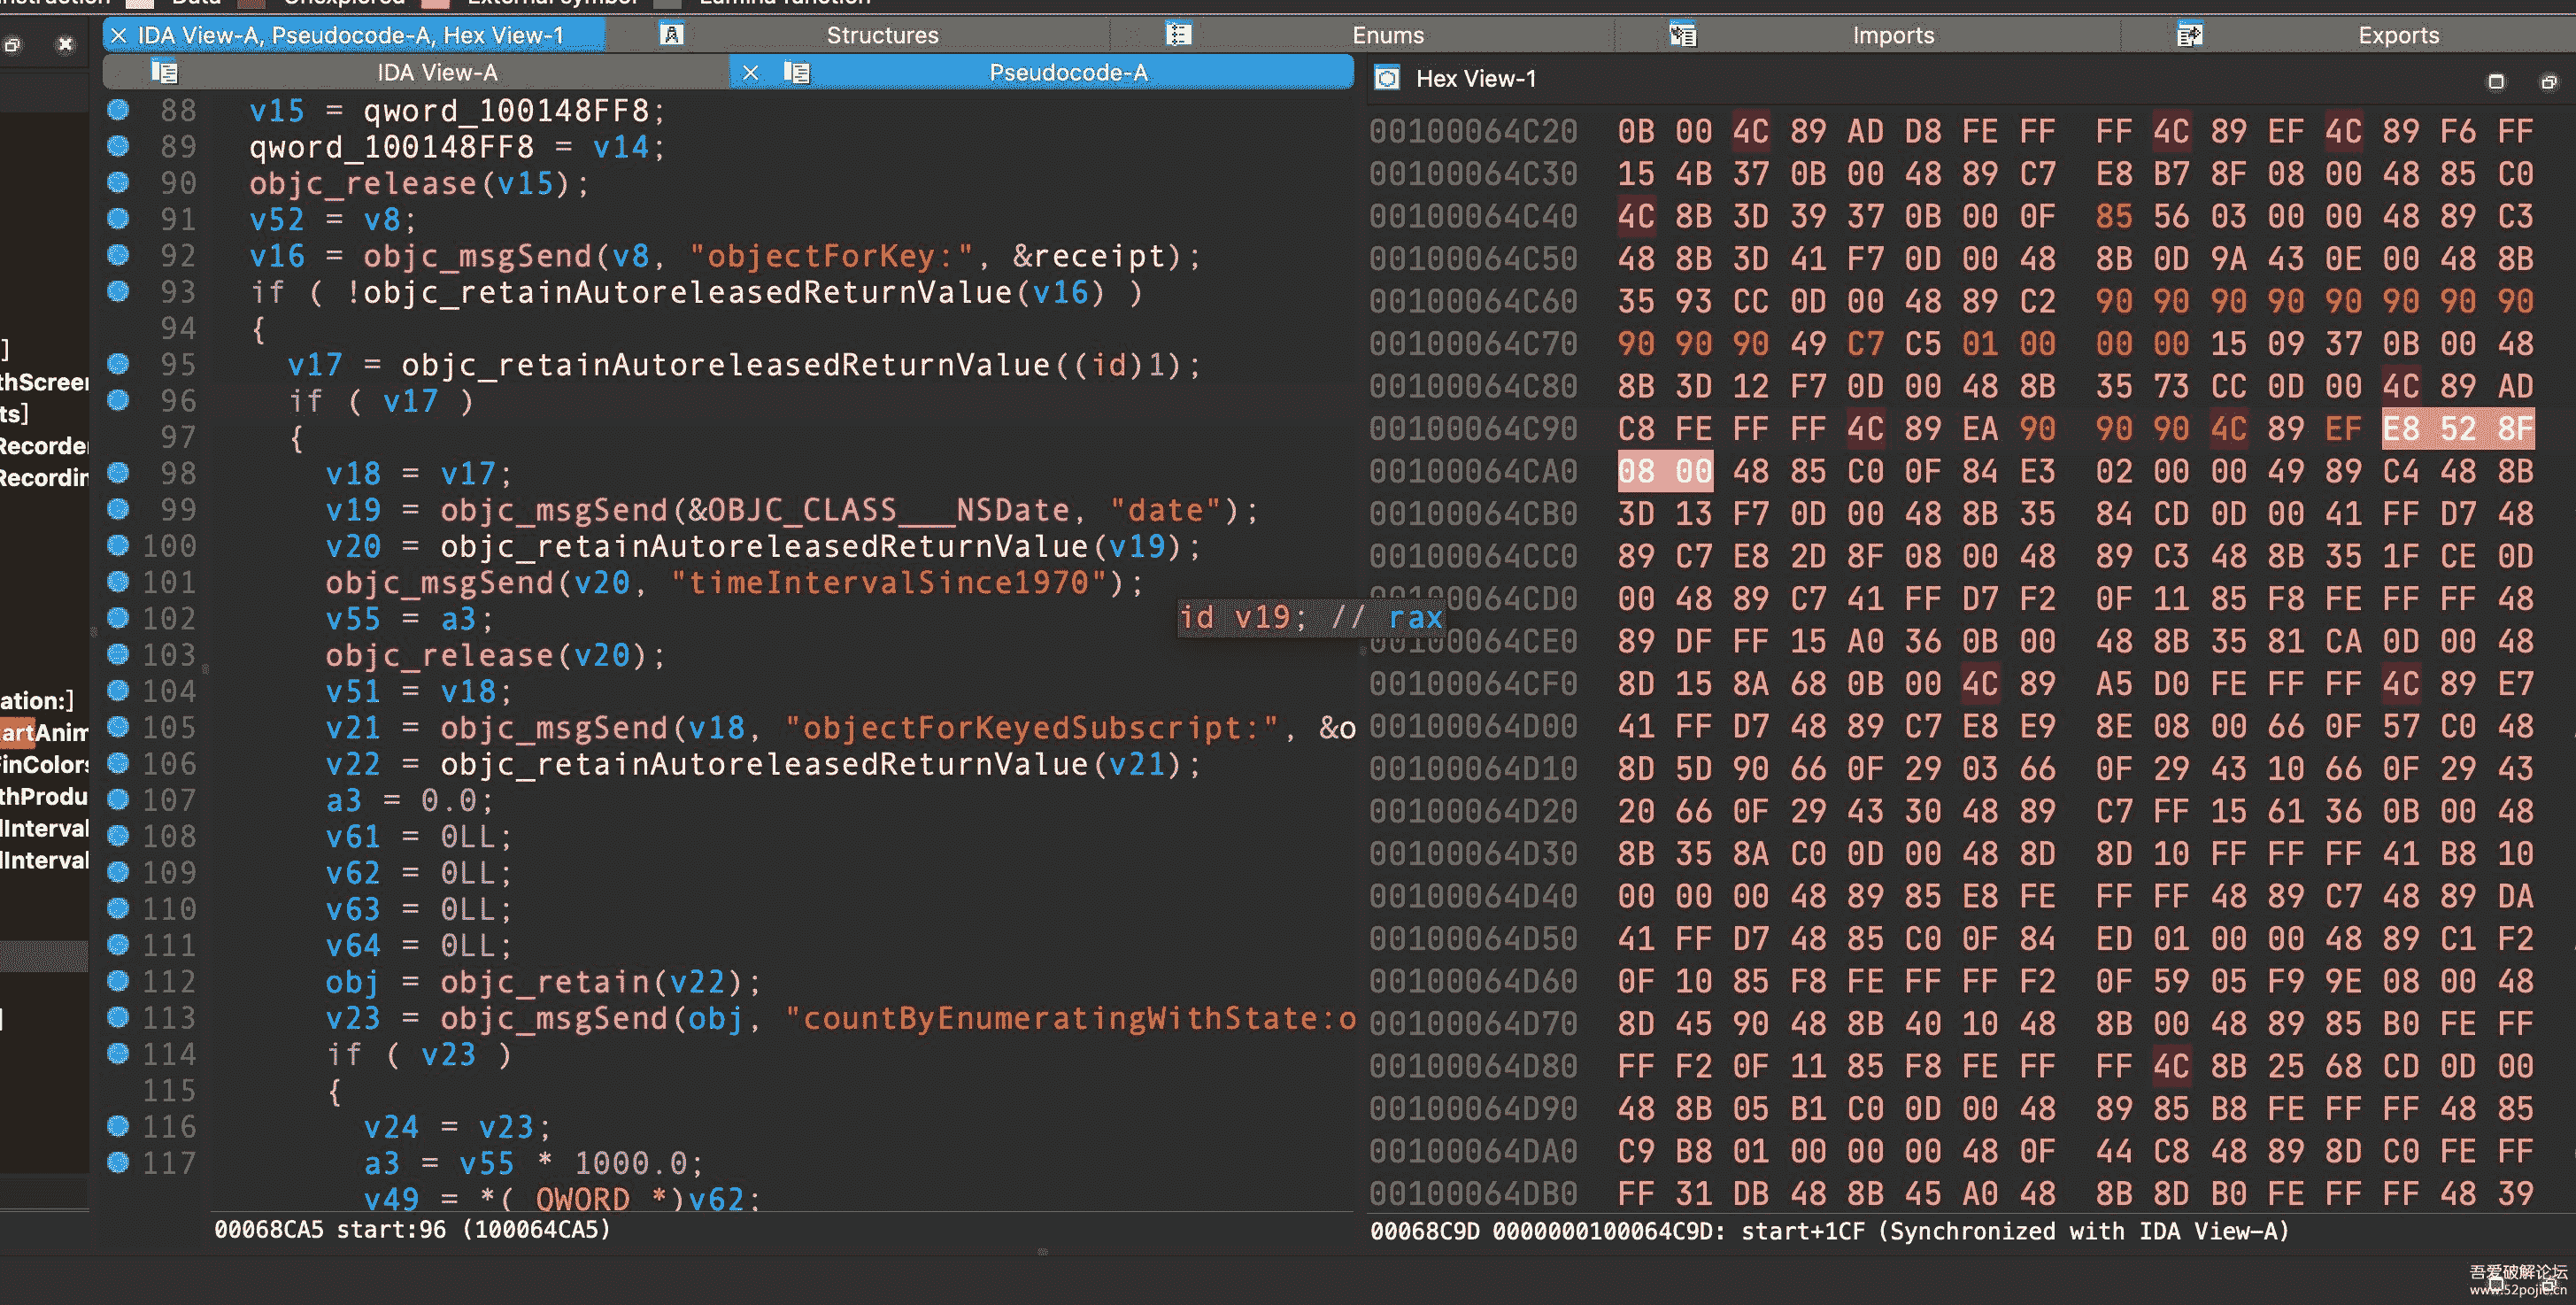 Data
Unexplored
External symbol
Lumina function
IDA View-A, Pseudocode-A, Hex View-1
Structures
Enums
Imports
Exports
IDA View-A
Pseudocode-A
Hex View-1
88 v15 = qword_100148FF8;
89 qword_100148FF8 = v14;
90 objc_release(v15);
91 v52 = v8;
92 v16 = objc_msgSend(v8, "objectForKey:", &receipt);
93 if ( !objc_retainAutoreleasedReturnValue(v16) )
94 {
95 v17 = objc_retainAutoreleasedReturnValue((id)1);
96 if ( v17 )
97 {
98 v18 = v17;
99 v19 = objc_msgSend(&OBJC_CLASS___NSDate, "date");
100 v20 = objc_retainAutoreleasedReturnValue(v19);
101 objc_msgSend(v20, "timeIntervalSince1970");
102 v55 = a3;
103 objc_release(v20);
104 v51 = v18;
105 v21 = objc_msgSend(v18, "objectForKeyedSubscript:", &o
106 v22 = objc_retainAutoreleasedReturnValue(v21);
107 a3 = 0.0;
108 v61 = 0LL;
109 v62 = 0LL;
110 v63 = 0LL;
111 v64 = 0LL;
112 obj = objc_retain(v22);
113 v23 = objc_msgSend(obj, "countByEnumeratingWithState:o
114 if ( v23 )
115 {
116 v24 = v23;
117 a3 = v55 * 1000.0;
v49 = *(_QWORD *)v62;
id v19; // rax
00068CA5 start:96 (100064CA5)
]
thScreen
ts]
Recorder
Recordin
ation:]
artAnim
FinColors
thProdu
lInterval
lInterval
]
00100064C20 0B 00 4C 89 AD D8 FE FF FF 4C 89 EF 4C 89 F6 FF
00100064C30 15 4B 37 0B 00 48 89 C7 E8 B7 8F 08 00 48 85 C0
00100064C40 4C 8B 3D 39 37 0B 00 0F 85 56 03 00 00 48 89 C3
00100064C50 48 8B 3D 41 F7 0D 00 48 8B 0D 9A 43 0E 00 48 8B
00100064C60 35 93 CC 0D 00 48 89 C2 90 90 90 90 90 90 90 90
00100064C70 90 90 90 49 C7 C5 01 00 00 00 15 09 37 0B 00 48
00100064C80 8B 3D 12 F7 0D 00 48 8B 35 73 CC 0D 00 4C 89 AD
00100064C90 C8 FE FF FF 4C 89 EA 90 90 90 4C 89 EF E8 52 8F
00100064CA0 08 00 48 85 C0 0F 84 E3 02 00 00 49 89 C4 48 8B
00100064CB0 3D 13 F7 0D 00 48 8B 35 84 CD 0D 00 41 FF D7 48
00100064CC0 89 C7 E8 2D 8F 08 00 48 89 C3 48 8B 35 1F CE 0D
00100064CD0 00 48 89 C7 41 FF D7 F2 0F 11 85 F8 FE FF FF 48
00100064CE0 89 DF FF 15 A0 36 0B 00 48 8B 35 81 CA 0D 00 48
00100064CF0 8D 15 8A 68 0B 00 4C 89 A5 D0 FE FF FF 4C 89 E7
00100064D00 41 FF D7 48 89 C7 E8 E9 8E 08 00 66 0F 57 C0 48
00100064D10 8D 5D 90 66 0F 29 03 66 0F 29 43 10 66 0F 29 43
00100064D20 20 66 0F 29 43 30 48 89 C7 FF 15 61 36 0B 00 48
00100064D30 8B 35 8A C0 0D 00 48 8D 8D 10 FF FF FF 41 B8 10
00100064D40 00 00 00 48 89 85 E8 FE FF FF 48 89 C7 48 89 DA
00100064D50 41 FF D7 48 85 C0 0F 84 ED 01 00 00 48 89 C1 F2
00100064D60 0F 10 85 F8 FE FF FF F2 0F 59 05 F9 9E 08 00 48
00100064D70 8D 45 90 48 8B 40 10 48 8B 00 48 89 85 B0 FE FF
00100064D80 FF F2 0F 11 85 F8 FE FF FF 4C 8B 25 68 CD 0D 00
00100064D90 48 8B 05 B1 C0 0D 00 48 89 85 B8 FE FF FF 48 85
00100064DA0 C9 B8 01 00 00 00 48 0F 44 C8 48 89 8D C0 FE FF
00100064DB0 FF 31 DB 48 8B 45 A0 48 8B 8D B0 FE FF FF 48 39
00068C9D 0000000100064C9D: start+1CF (Synchronized with IDA View-A)
吾爱破解论坛
www.52pojie.cn